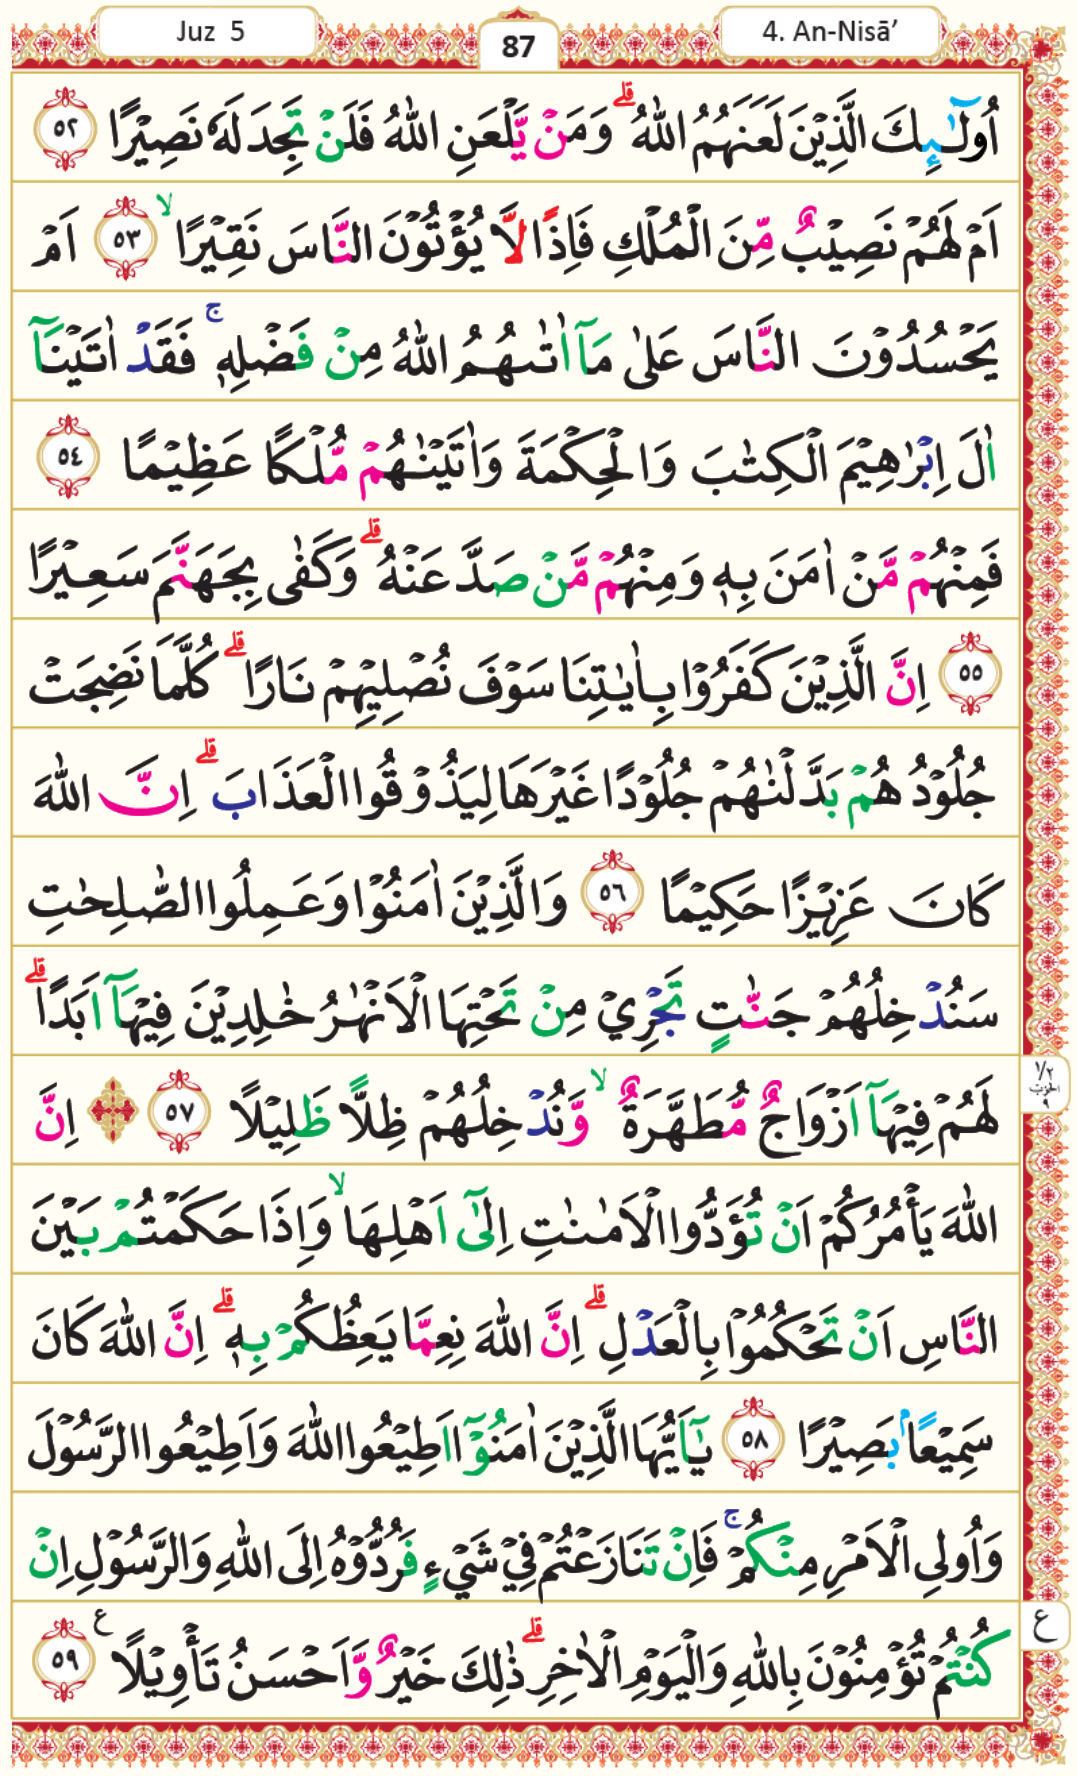 Juz 5
87
4. An-Nisā’
اُولٰٓئِكَ الَّذِيْنَ لَعَنَهُمُ اللّٰهُ ۗ وَمَنْ يَّلْعَنِ اللّٰهُ فَلَنْ تَجِدَ لَهٗ نَصِيْرًا ٥٢
اَمْ لَهُمْ نَصِيْبٌ مِّنَ الْمُلْكِ فَاِذًا لَّا يُؤْتُوْنَ النَّاسَ نَقِيْرًا ۙ ٥٣ اَمْ
يَحْسُدُوْنَ النَّاسَ عَلٰى مَآ اٰتٰىهُمُ اللّٰهُ مِنْ فَضْلِهٖ ۚ فَقَدْ اٰتَيْنَآ
اٰلَ اِبْرٰهِيْمَ الْكِتٰبَ وَالْحِكْمَةَ وَاٰتَيْنٰهُمْ مُّلْكًا عَظِيْمًا ٥٤
فَمِنْهُمْ مَّنْ اٰمَنَ بِهٖ وَمِنْهُمْ مَّنْ صَدَّ عَنْهُ ۗ وَكَفٰى بِجَهَنَّمَ سَعِيْرًا
٥٥ اِنَّ الَّذِيْنَ كَفَرُوْا بِاٰيٰتِنَا سَوْفَ نُصْلِيْهِمْ نَارًا ۗ كُلَّمَا نَضِجَتْ
جُلُوْدُهُمْ بَدَّلْنٰهُمْ جُلُوْدًا غَيْرَهَا لِيَذُوْقُوا الْعَذَابَ ۗ اِنَّ اللّٰهَ
كَانَ عَزِيْزًا حَكِيْمًا ٥٦ وَالَّذِيْنَ اٰمَنُوْا وَعَمِلُوا الصّٰلِحٰتِ
سَنُدْخِلُهُمْ جَنّٰتٍ تَجْرِيْ مِنْ تَحْتِهَا الْاَنْهٰرُ خٰلِدِيْنَ فِيْهَآ اَبَدًا ۗ
لَهُمْ فِيْهَآ اَزْوَاجٌ مُّطَهَّرَةٌ ۙ وَّنُدْخِلُهُمْ ظِلًّا ظَلِيْلًا ٥٧ ۞ اِنَّ
١/٢ الحزب ٩
اللّٰهَ يَأْمُرُكُمْ اَنْ تُؤَدُّوا الْاَمٰنٰتِ اِلٰٓى اَهْلِهَا ۙ وَاِذَا حَكَمْتُمْ بَيْنَ
النَّاسِ اَنْ تَحْكُمُوْا بِالْعَدْلِ ۗ اِنَّ اللّٰهَ نِعِمَّا يَعِظُكُمْ بِهٖ ۗ اِنَّ اللّٰهَ كَانَ
سَمِيْعًاۢ بَصِيْرًا ٥٨ يٰٓاَيُّهَا الَّذِيْنَ اٰمَنُوْٓا اَطِيْعُوا اللّٰهَ وَاَطِيْعُوا الرَّسُوْلَ
وَاُولِى الْاَمْرِ مِنْكُمْ ۚ فَاِنْ تَنَازَعْتُمْ فِيْ شَيْءٍ فَرُدُّوْهُ اِلَى اللّٰهِ وَالرَّسُوْلِ اِنْ
كُنْتُمْ تُؤْمِنُوْنَ بِاللّٰهِ وَالْيَوْمِ الْاٰخِرِ ۗ ذٰلِكَ خَيْرٌ وَّاَحْسَنُ تَأْوِيْلًا ع ٥٩
ع